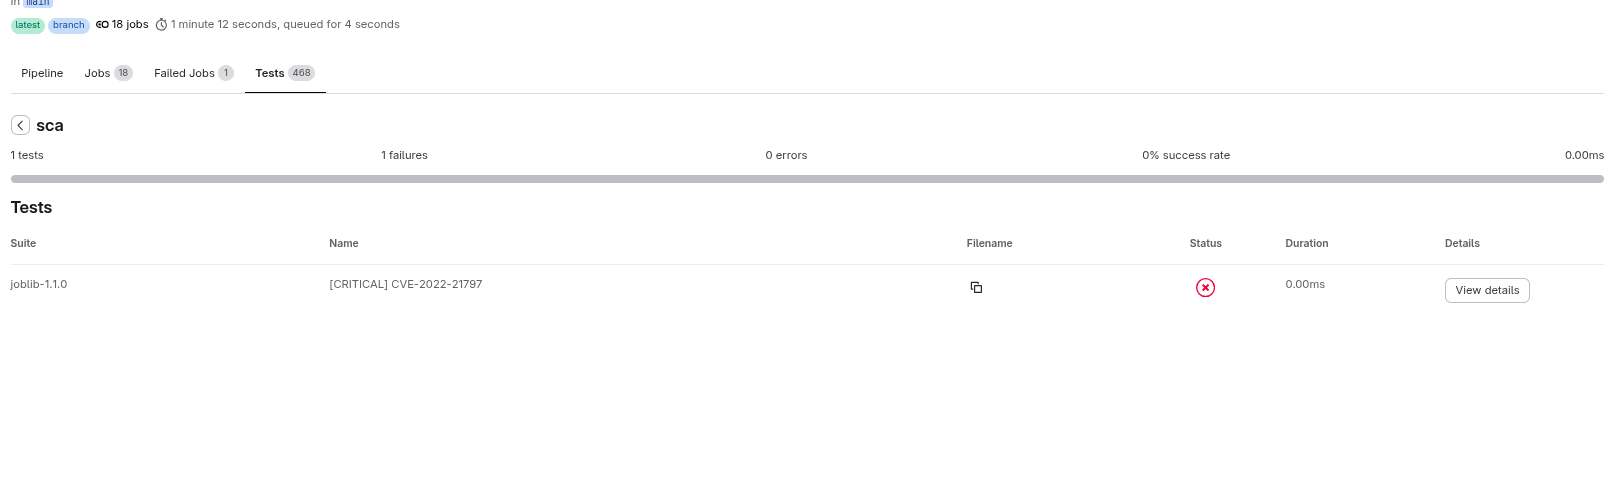 in main
latest branch 18 jobs 1 minute 12 seconds, queued for 4 seconds
Pipeline Jobs 18 Failed Jobs 1 Tests 468
sca
1 tests 1 failures 0 errors 0% success rate 0.00ms
Tests
Suite Name Filename Status Duration Details
joblib-1.1.0 [CRITICAL] CVE-2022-21797 0.00ms View details